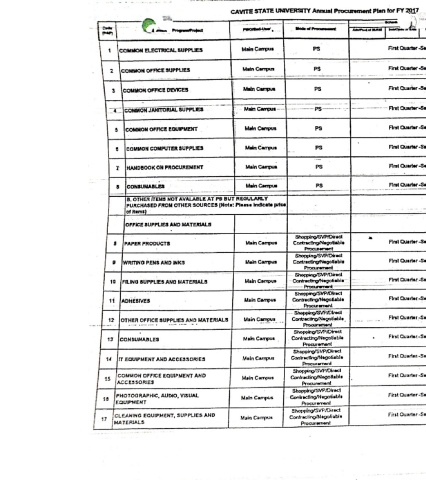 CAVITE STATE UNIVERSITY Annual Procurement Plan for FY 2017
Code (PAP) Program/Project PMO/End-User Mode of Procurement
1 COMMON ELECTRICAL SUPPLIES Main Campus PS First Quarter -Se
2 COMMON OFFICE SUPPLIES Main Campus PS First Quarter -Se
3 COMMON OFFICE DEVICES Main Campus PS First Quarter -Se
4 COMMON JANITORIAL SUPPLIES Main Campus PS First Quarter -Se
5 COMMON OFFICE EQUIPMENT Main Campus PS First Quarter -Se
6 COMMON COMPUTER SUPPLIES Main Campus PS First Quarter -Se
7 HANDBOOK ON PROCUREMENT Main Campus PS First Quarter -Se
8 CONSUMABLES Main Campus PS First Quarter -Se
B. OTHER ITEMS NOT AVALABLE AT PS BUT REGULARLY
PURCHASED FROM OTHER SOURCES (Note: Please indicate price
of items)
OFFICE SUPPLIES AND MATERIALS
8 PAPER PRODUCTS Main Campus Shopping/SVP/Direct Contracting/Negotiable Procurement First Quarter -Se
9 WRITING PENS AND INKS Main Campus Shopping/SVP/Direct Contracting/Negotiable Procurement First Quarter -Se
10 FILING SUPPLIES AND MATERIALS Main Campus Shopping/SVP/Direct Contracting/Negotiable Procurement First Quarter -Se
11 ADHESIVES Main Campus Shopping/SVP/Direct Contracting/Negotiable Procurement First Quarter -Se
12 OTHER OFFICE SUPPLIES AND MATERIALS Main Campus Shopping/SVP/Direct Contracting/Negotiable Procurement First Quarter -Se
13 CONSUMABLES Main Campus Shopping/SVP/Direct Contracting/Negotiable Procurement First Quarter -Se
14 IT EQUIPMENT AND ACCESSORIES Main Campus Shopping/SVP/Direct Contracting/Negotiable Procurement First Quarter -Se
15 COMMON OFFICE EQUIPMENT AND ACCESSORIES Main Campus Shopping/SVP/Direct Contracting/Negotiable Procurement First Quarter -Se
16 PHOTOGRAPHIC, AUDIO, VISUAL EQUIPMENT Main Campus Shopping/SVP/Direct Contracting/Negotiable Procurement First Quarter -Se
17 CLEANING EQUIPMENT, SUPPLIES AND MATERIALS Main Campus Shopping/SVP/Direct Contracting/Negotiable Procurement First Quarter -Se